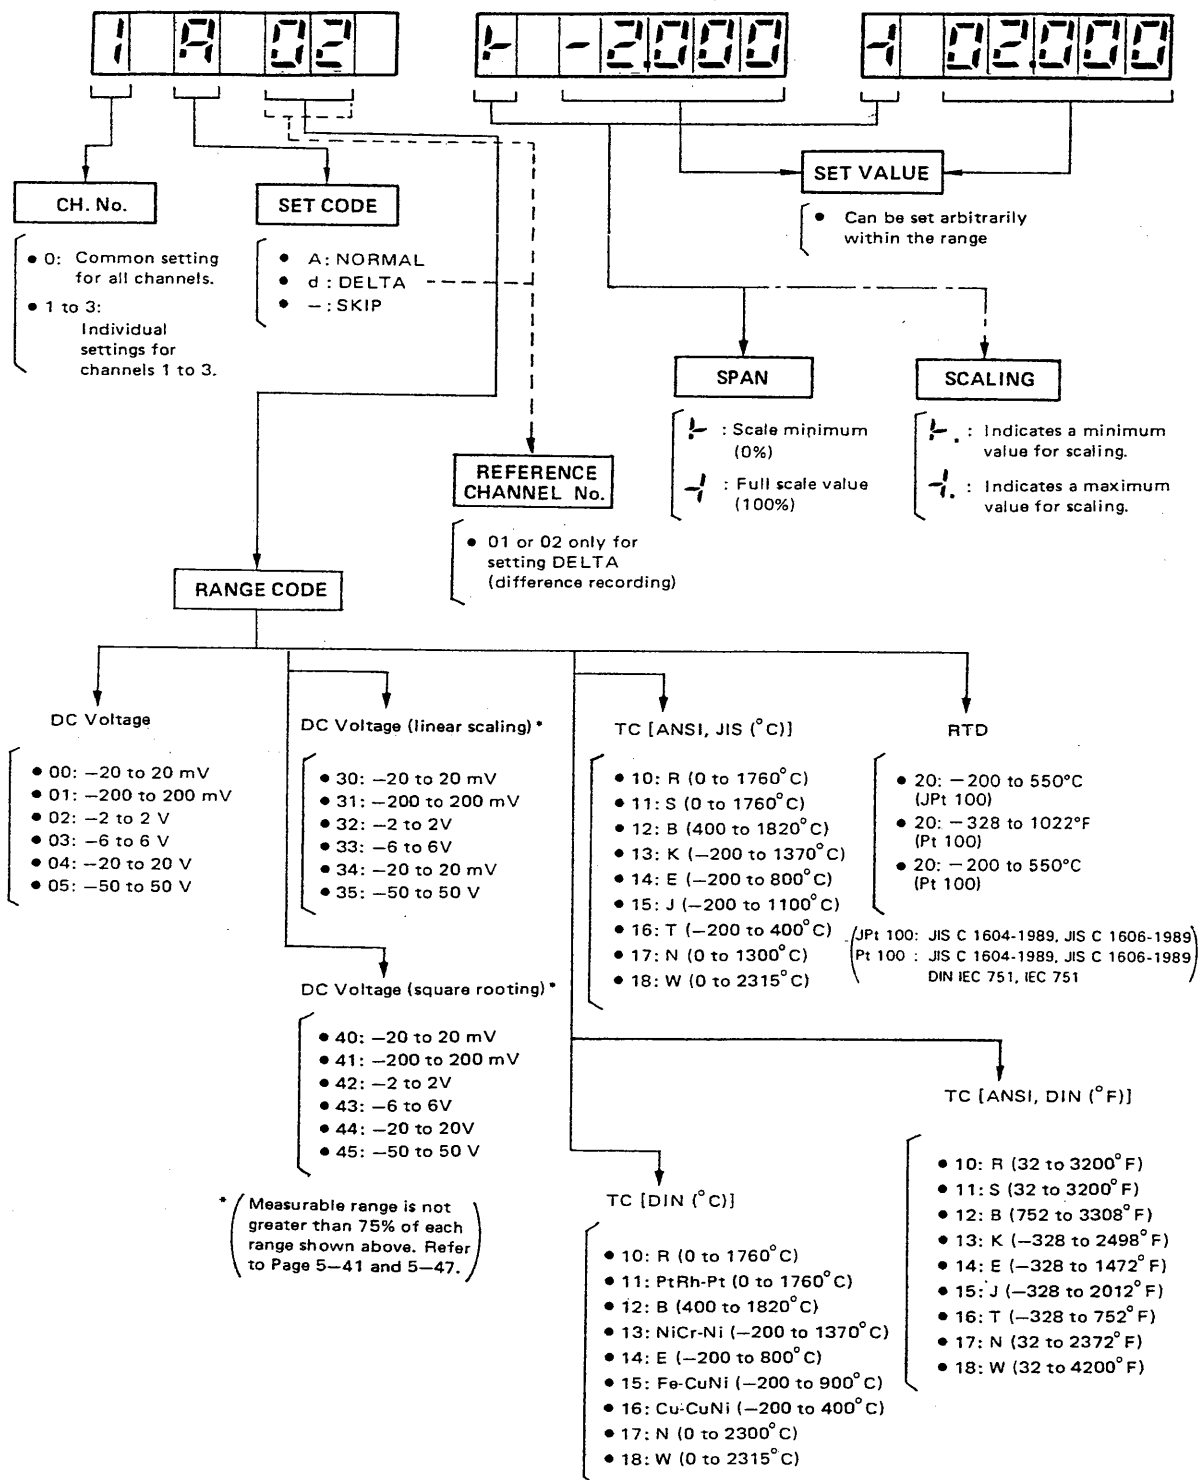 1 A 02
⊢ -2.000
⊣ 02.000
CH. No.
● 0: Common setting
for all channels.
● 1 to 3:
Individual
settings for
channels 1 to 3.
SET CODE
● A: NORMAL
● d: DELTA
● —: SKIP
SET VALUE
● Can be set arbitrarily
within the range
SPAN
⊢ : Scale minimum
(0%)
⊣ : Full scale value
(100%)
SCALING
⊢. : Indicates a minimum
value for scaling.
⊣. : Indicates a maximum
value for scaling.
REFERENCE
CHANNEL No.
● 01 or 02 only for
setting DELTA
(difference recording)
RANGE CODE
DC Voltage
● 00: —20 to 20 mV
● 01: —200 to 200 mV
● 02: —2 to 2 V
● 03: —6 to 6 V
● 04: —20 to 20 V
● 05: —50 to 50 V
DC Voltage (linear scaling) *
● 30: —20 to 20 mV
● 31: —200 to 200 mV
● 32: —2 to 2V
● 33: —6 to 6V
● 34: —20 to 20 mV
● 35: —50 to 50 V
DC Voltage (square rooting) *
● 40: —20 to 20 mV
● 41: —200 to 200 mV
● 42: —2 to 2V
● 43: —6 to 6V
● 44: —20 to 20V
● 45: —50 to 50 V
* (Measurable range is not
greater than 75% of each
range shown above. Refer
to Page 5—41 and 5—47.)
TC [ANSI, JIS (°C)]
● 10: R (0 to 1760°C)
● 11: S (0 to 1760°C)
● 12: B (400 to 1820°C)
● 13: K (—200 to 1370°C)
● 14: E (—200 to 800°C)
● 15: J (—200 to 1100°C)
● 16: T (—200 to 400°C)
● 17: N (0 to 1300°C)
● 18: W (0 to 2315°C)
RTD
● 20: —200 to 550°C
(JPt 100)
● 20: —328 to 1022°F
(Pt 100)
● 20: —200 to 550°C
(Pt 100)
(JPt 100: JIS C 1604-1989, JIS C 1606-1989
Pt 100 : JIS C 1604-1989, JIS C 1606-1989
DIN IEC 751, IEC 751)
TC [DIN (°C)]
● 10: R (0 to 1760°C)
● 11: PtRh-Pt (0 to 1760°C)
● 12: B (400 to 1820°C)
● 13: NiCr-Ni (—200 to 1370°C)
● 14: E (—200 to 800°C)
● 15: Fe-CuNi (—200 to 900°C)
● 16: Cu-CuNi (—200 to 400°C)
● 17: N (0 to 2300°C)
● 18: W (0 to 2315°C)
TC [ANSI, DIN (°F)]
● 10: R (32 to 3200°F)
● 11: S (32 to 3200°F)
● 12: B (752 to 3308°F)
● 13: K (—328 to 2498°F)
● 14: E (—328 to 1472°F)
● 15: J (—328 to 2012°F)
● 16: T (—328 to 752°F)
● 17: N (32 to 2372°F)
● 18: W (32 to 4200°F)